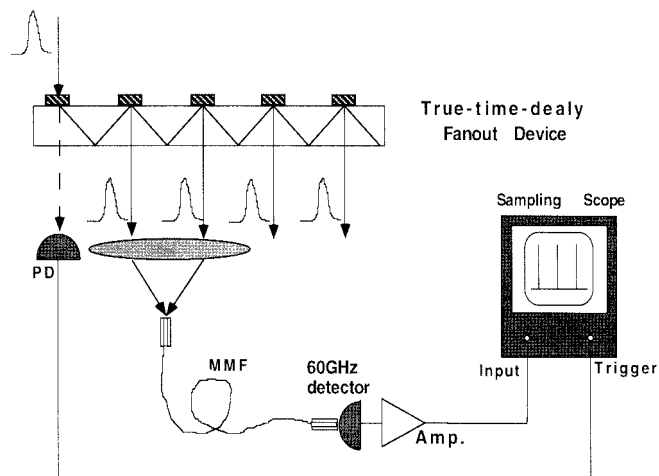 True-time-dealy
Fanout Device
Sampling Scope
PD
MMF
60GHz
detector
Input
Trigger
Amp.